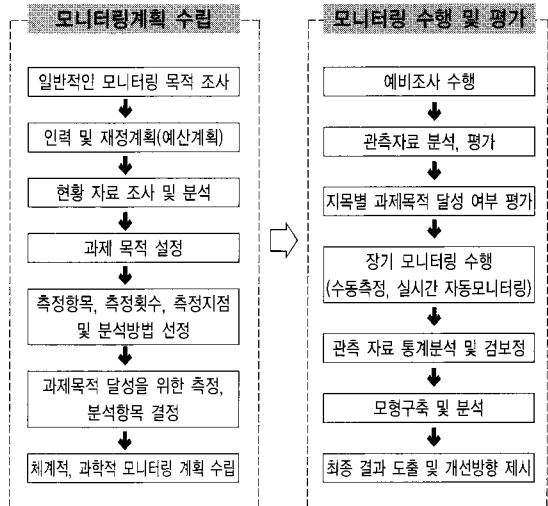 모니터링계획 수립
일반적인 모니터링 목적 조사
인력 및 재정계획(예산계획)
현황 자료 조사 및 분석
과제 목적 설정
측정항목, 측정횟수, 측정지점
및 분석방법 선정
과제목적 달성을 위한 측정,
분석항목 결정
체계적, 과학적 모니터링 계획 수립
모니터링 수행 및 평가
예비조사 수행
관측자료 분석, 평가
지목별 과제목적 달성 여부 평가
장기 모니터링 수행
(수동측정, 실시간 자동모니터링)
관측 자료 통계분석 및 검보정
모형구축 및 분석
최종 결과 도출 및 개선방향 제시